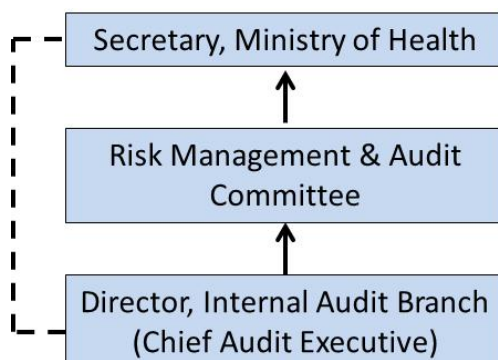 Secretary, Ministry of Health
Risk Management & Audit
Committee
Director, Internal Audit Branch
(Chief Audit Executive)